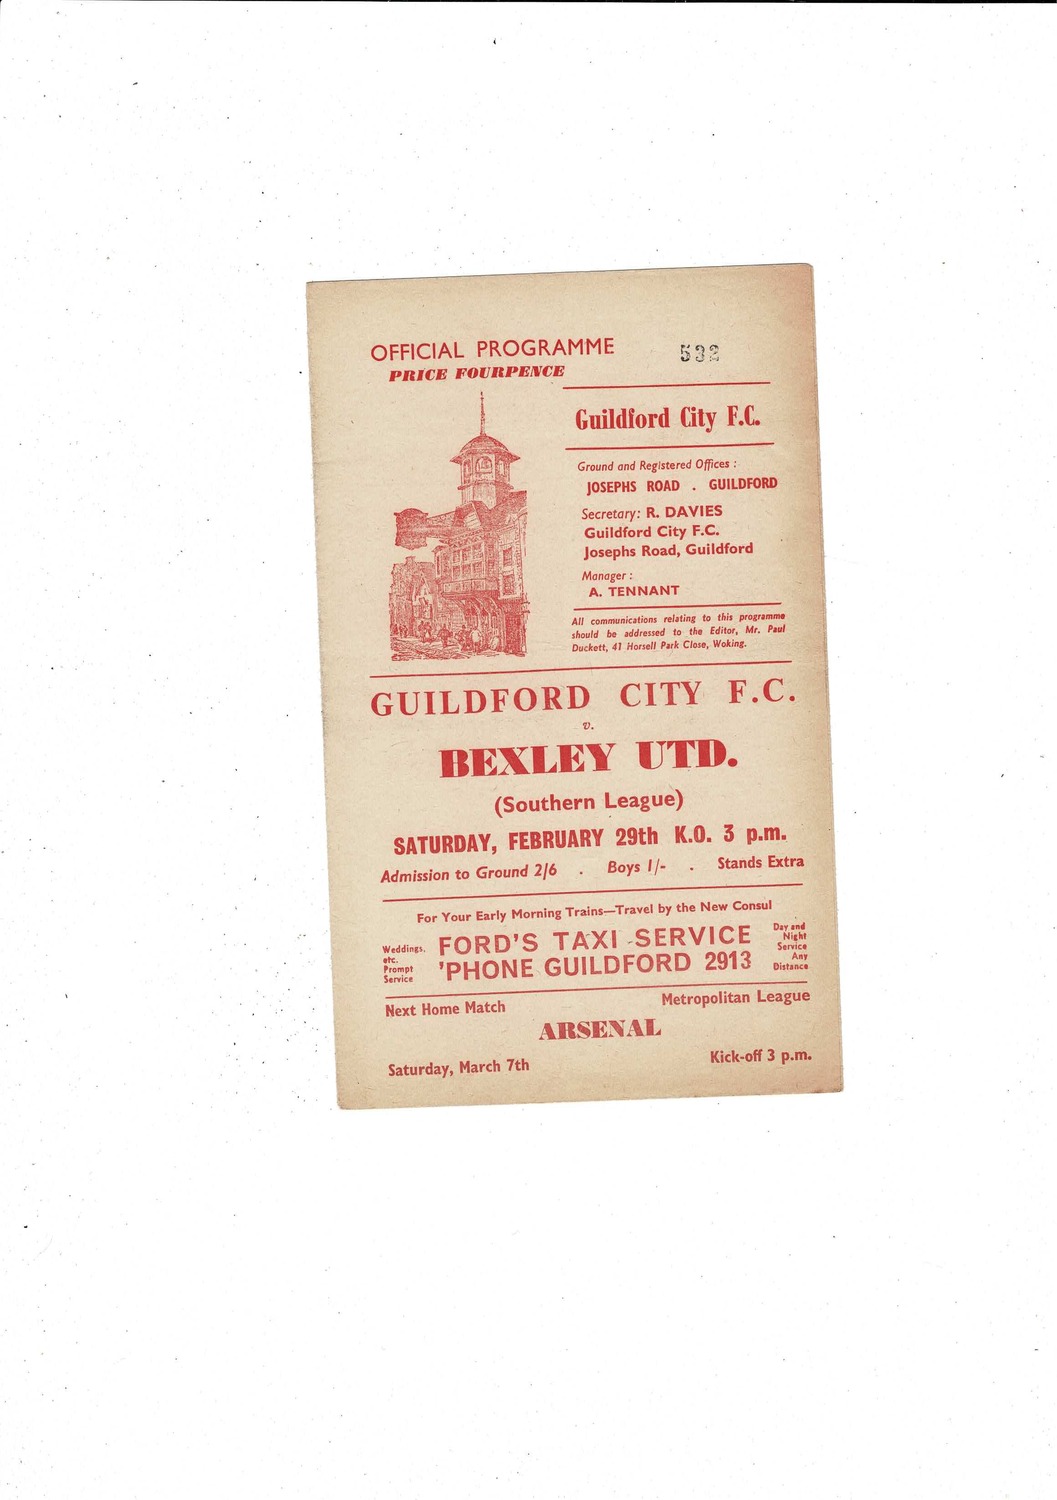 OFFICIAL PROGRAMME
532
PRICE FOURPENCE
Guildford City F.C.
Ground and Registered Offices :
JOSEPHS ROAD . GUILDFORD
Secretary: R. DAVIES
Guildford City F.C.
Josephs Road, Guildford
Manager :
A. TENNANT
All communications relating to this programme
should be addressed to the Editor, Mr. Paul
Duckett, 41 Horsell Park Close, Woking.
GUILDFORD CITY F.C.
v.
BEXLEY UTD.
(Southern League)
SATURDAY, FEBRUARY 29th K.O. 3 p.m.
Admission to Ground 2/6 . Boys 1/- . Stands Extra
For Your Early Morning Trains—Travel by the New Consul
Weddings,
etc.
Prompt
Service
FORD'S TAXI SERVICE
'PHONE GUILDFORD 2913
Day and
Night
Service
Any
Distance
Next Home Match
Metropolitan League
ARSENAL
Saturday, March 7th
Kick-off 3 p.m.